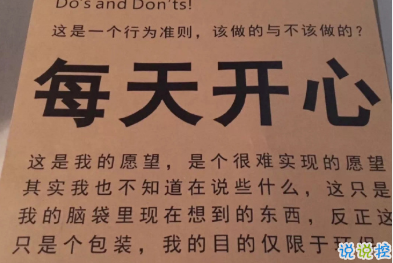 Do's and Don'ts!
这是一个行为准则，该做的与不该做的？
每天开心
这是我的愿望，是个很难实现的愿望
其实我也不知道在说些什么，这只是
我的脑袋里现在想到的东西，反正这
只是个包装，我的目的仅限于环保
说说控